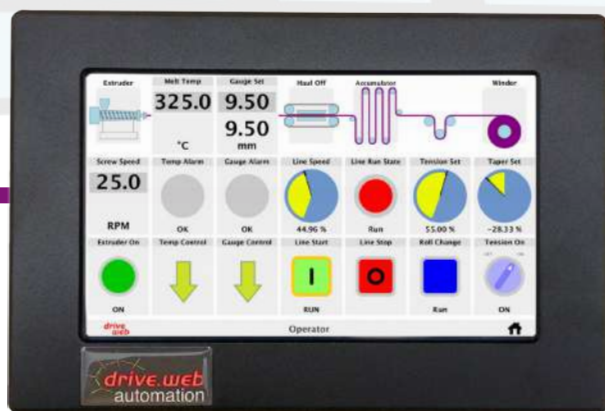 Extruder Melt Temp Gauge Set Haul Off Accumulator Winder
325.0 9.50
9.50
°C mm
Screw Speed Temp Alarm Gauge Alarm Line Speed Line Run State Tension Set Taper Set
25.0
RPM OK OK 44.96 % Run 55.00 % -28.33 %
Extruder On Temp Control Gauge Control Line Start Line Stop Roll Change Tension On
I O
ON RUN Run ON
drive.web Operator
drive.web
automation